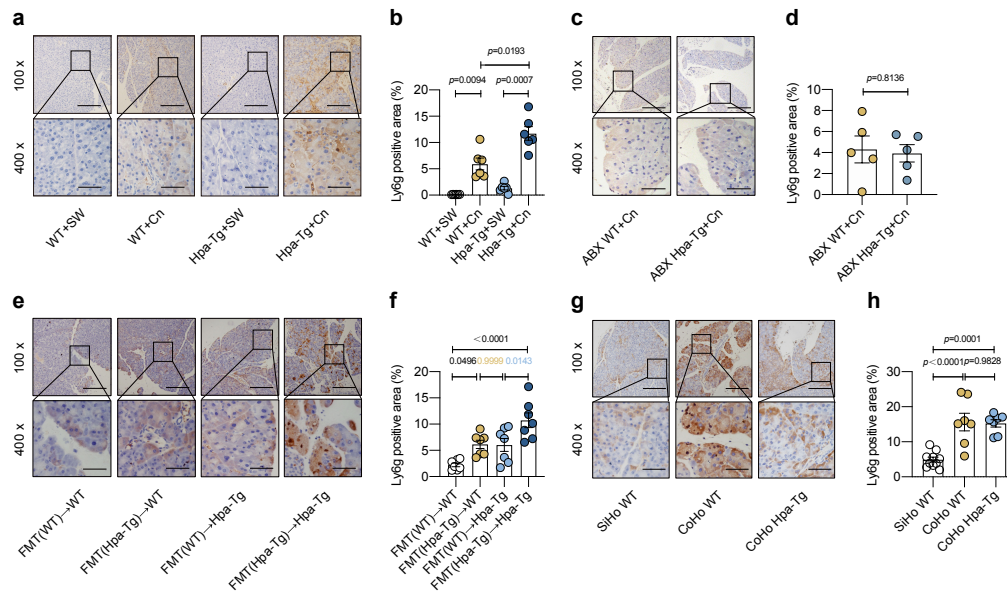 a
100 x
400 x
WT+SW
WT+Cn
Hpa-Tg+SW
Hpa-Tg+Cn
b
p=0.0193
p=0.0094
p=0.0007
Ly6g positive area (%)
20
15
10
5
0
WT+SW
WT+Cn
Hpa-Tg+SW
Hpa-Tg+Cn
c
100 x
400 x
ABX WT+Cn
ABX Hpa-Tg+Cn
d
p=0.8136
Ly6g positive area (%)
10
8
6
4
2
0
ABX WT+Cn
ABX Hpa-Tg+Cn
e
100 x
400 x
FMT(WT)→WT
FMT(Hpa-Tg)→WT
FMT(WT)→Hpa-Tg
FMT(Hpa-Tg)→Hpa-Tg
f
<0.0001
0.0496
0.9999
0.0143
Ly6g positive area (%)
20
15
10
5
0
FMT(WT)→WT
FMT(Hpa-Tg)→WT
FMT(WT)→Hpa-Tg
FMT(Hpa-Tg)→Hpa-Tg
g
100 x
400 x
SiHo WT
CoHo WT
CoHo Hpa-Tg
h
p=0.0001
p<0.0001
p=0.9828
Ly6g positive area (%)
30
20
10
0
SiHo WT
CoHo WT
CoHo Hpa-Tg